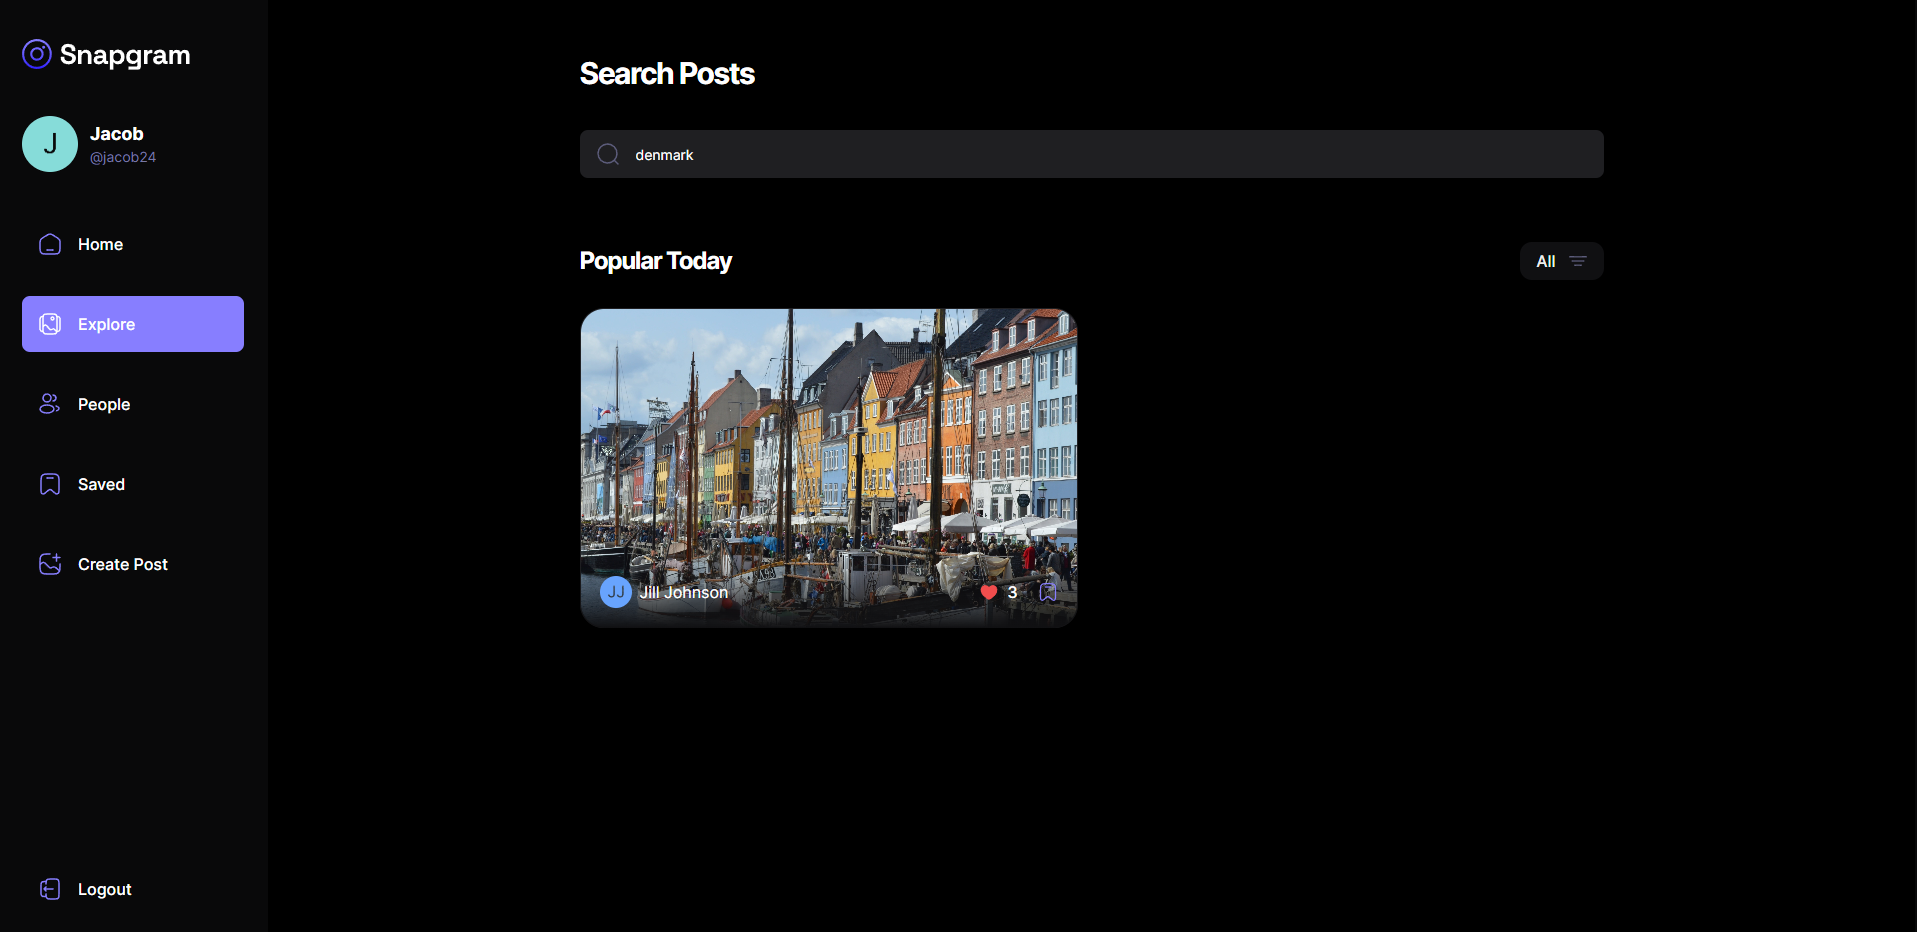 Snapgram
J
Jacob
@jacob24
Home
Explore
People
Saved
Create Post
Logout
Search Posts
denmark
Popular Today
All
JJ
Jill Johnson
3